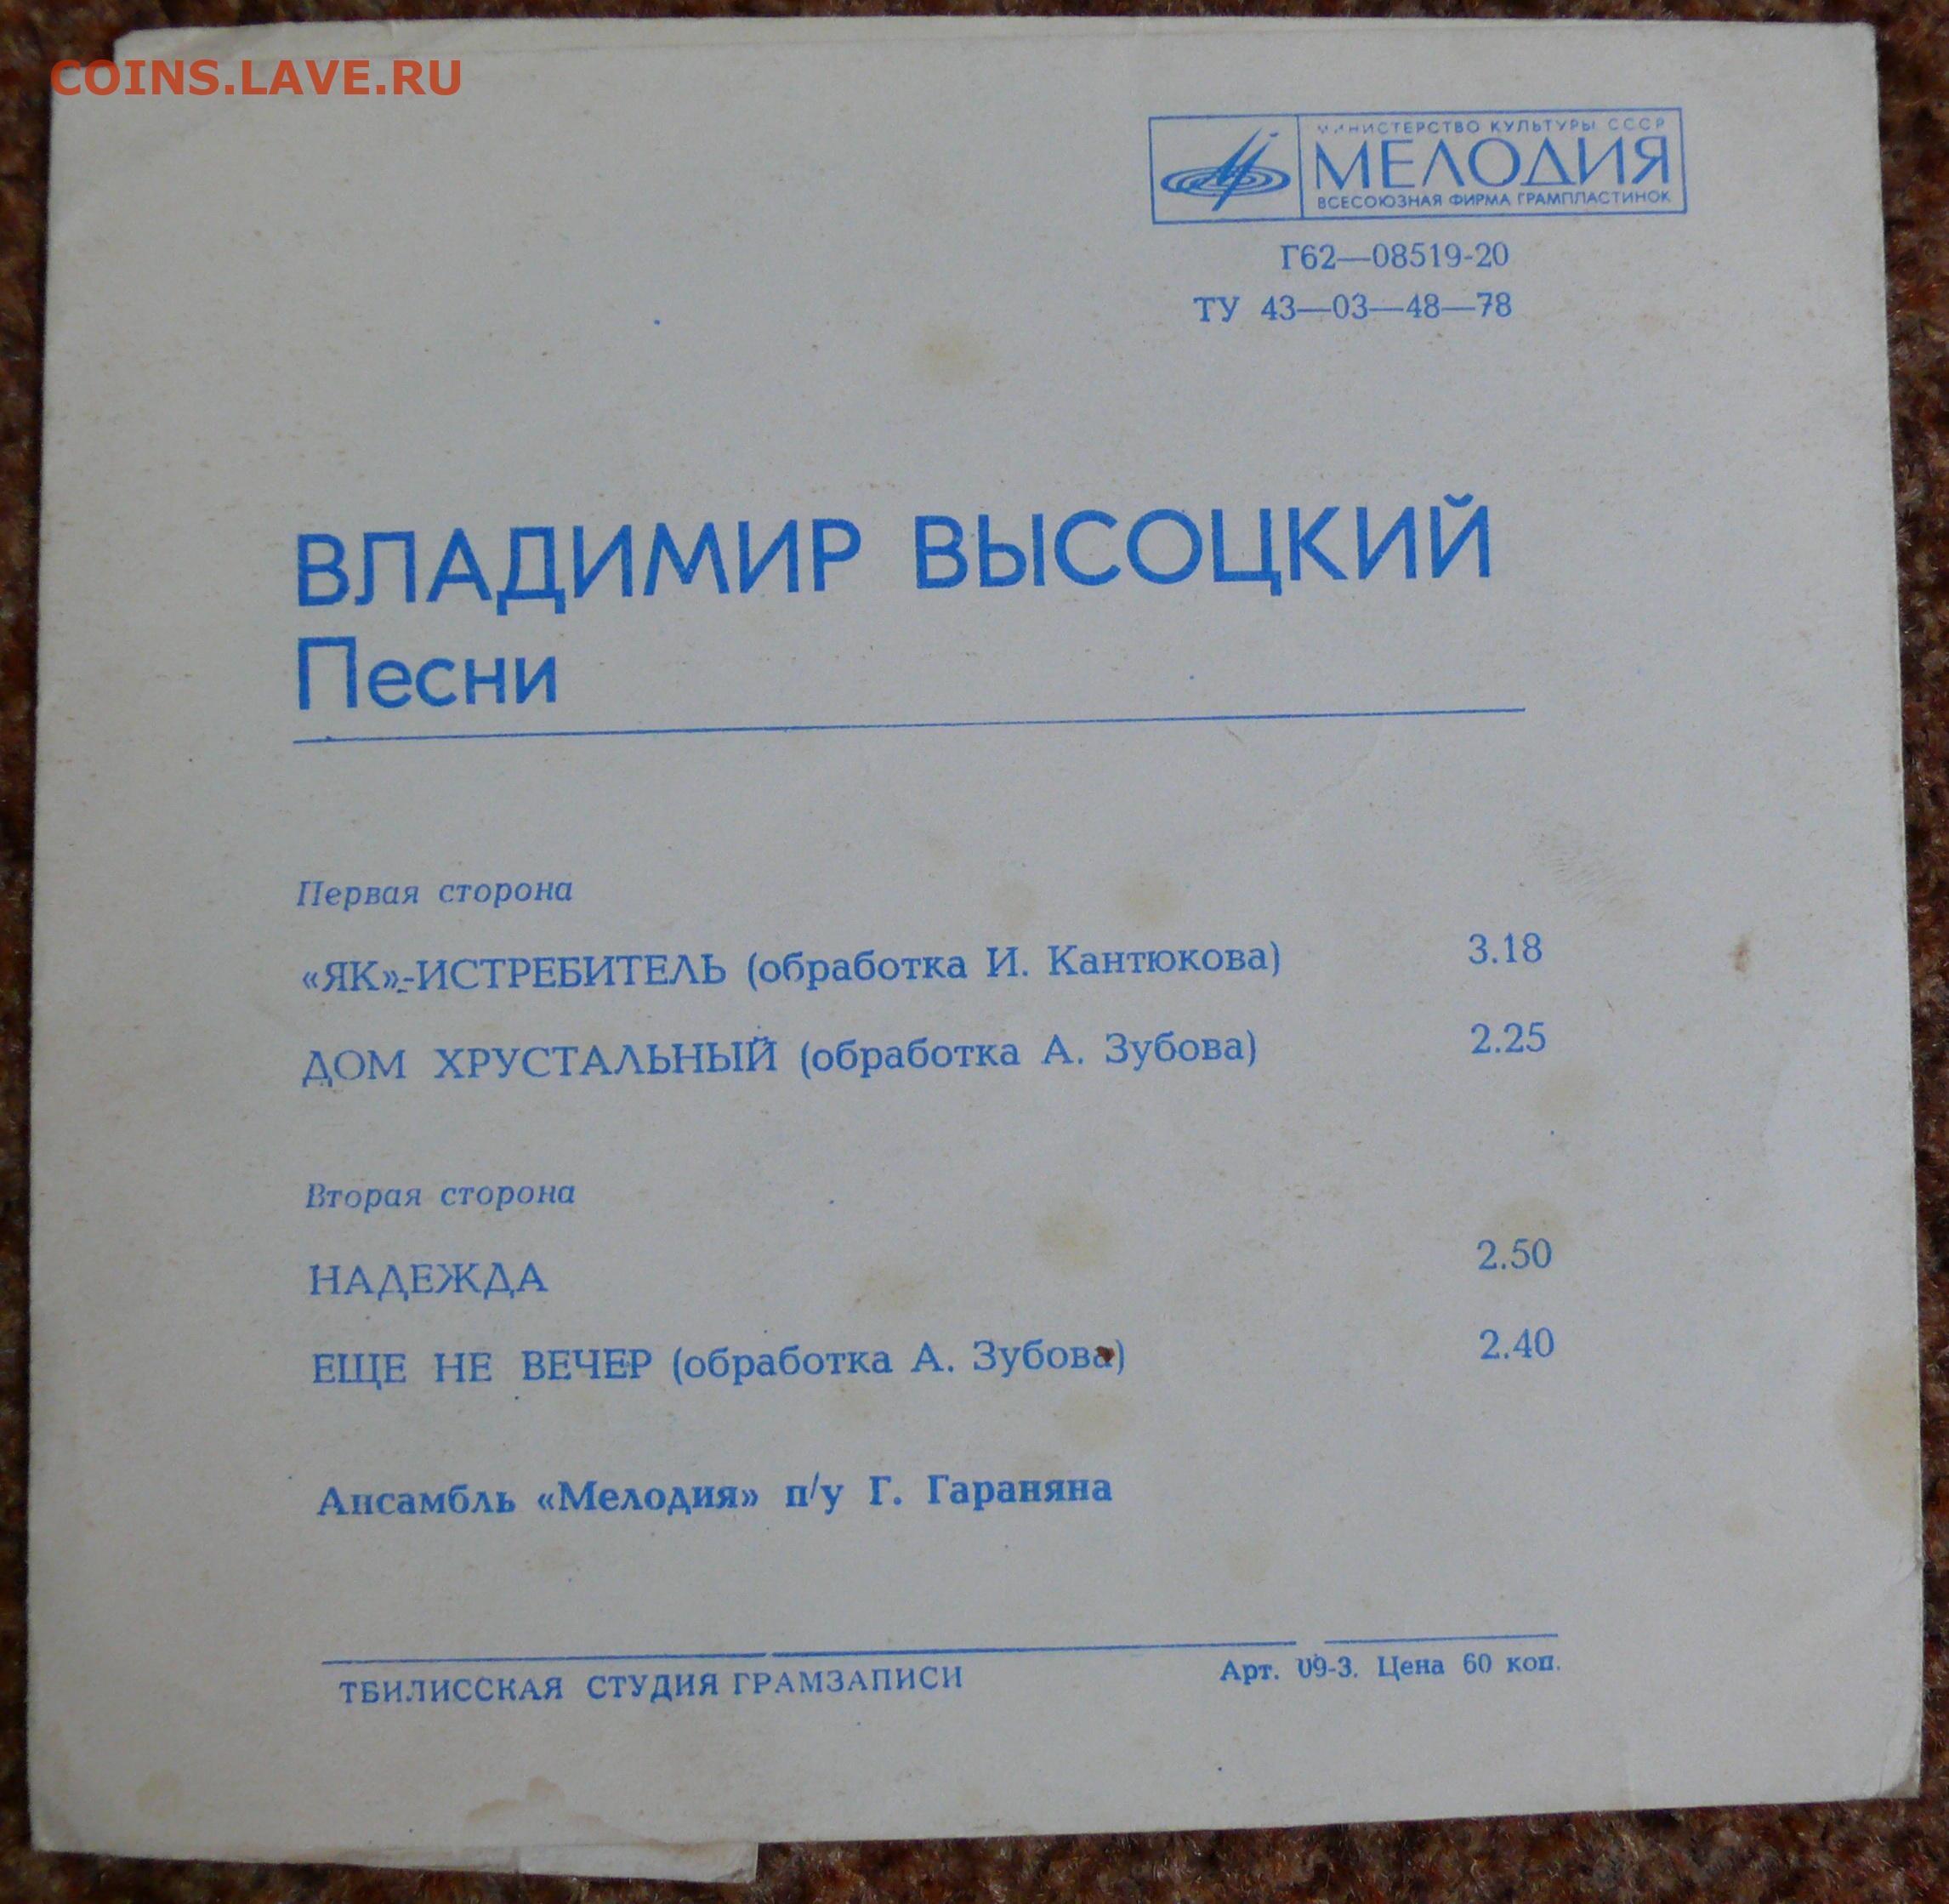 COINS.LAVE.RU
МИНИСТЕРСТВО КУЛЬТУРЫ СССР
МЕЛОДИЯ
ВСЕСОЮЗНАЯ ФИРМА ГРАМПЛАСТИНОК
Г62—08519-20
ТУ 43—03—48—78
ВЛАДИМИР ВЫСОЦКИЙ
Песни
Первая сторона
«ЯК»-ИСТРЕБИТЕЛЬ (обработка И. Кантюкова) 3.18
ДОМ ХРУСТАЛЬНЫЙ (обработка А. Зубова) 2.25
Вторая сторона
НАДЕЖДА 2.50
ЕЩЕ НЕ ВЕЧЕР (обработка А. Зубова) 2.40
Ансамбль «Мелодия» п/у Г. Гараняна
ТБИЛИССКАЯ СТУДИЯ ГРАМЗАПИСИ Арт. 09-3. Цена 60 коп.